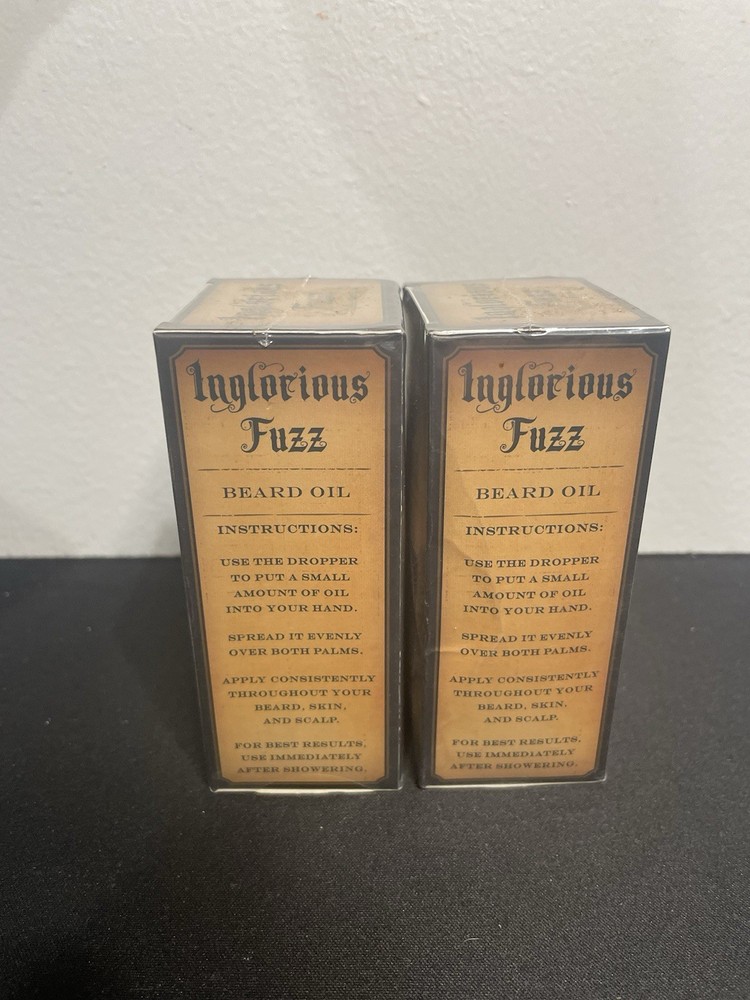 Inglorious
Fuzz
BEARD OIL
INSTRUCTIONS:
USE THE DROPPER
TO PUT A SMALL
AMOUNT OF OIL
INTO YOUR HAND.
SPREAD IT EVENLY
OVER BOTH PALMS.
APPLY CONSISTENTLY
THROUGHOUT YOUR
BEARD, SKIN,
AND SCALP.
FOR BEST RESULTS,
USE IMMEDIATELY
AFTER SHOWERING.
Inglorious
Fuzz
BEARD OIL
INSTRUCTIONS:
USE THE DROPPER
TO PUT A SMALL
AMOUNT OF OIL
INTO YOUR HAND.
SPREAD IT EVENLY
OVER BOTH PALMS.
APPLY CONSISTENTLY
THROUGHOUT YOUR
BEARD, SKIN,
AND SCALP.
FOR BEST RESULTS,
USE IMMEDIATELY
AFTER SHOWERING.